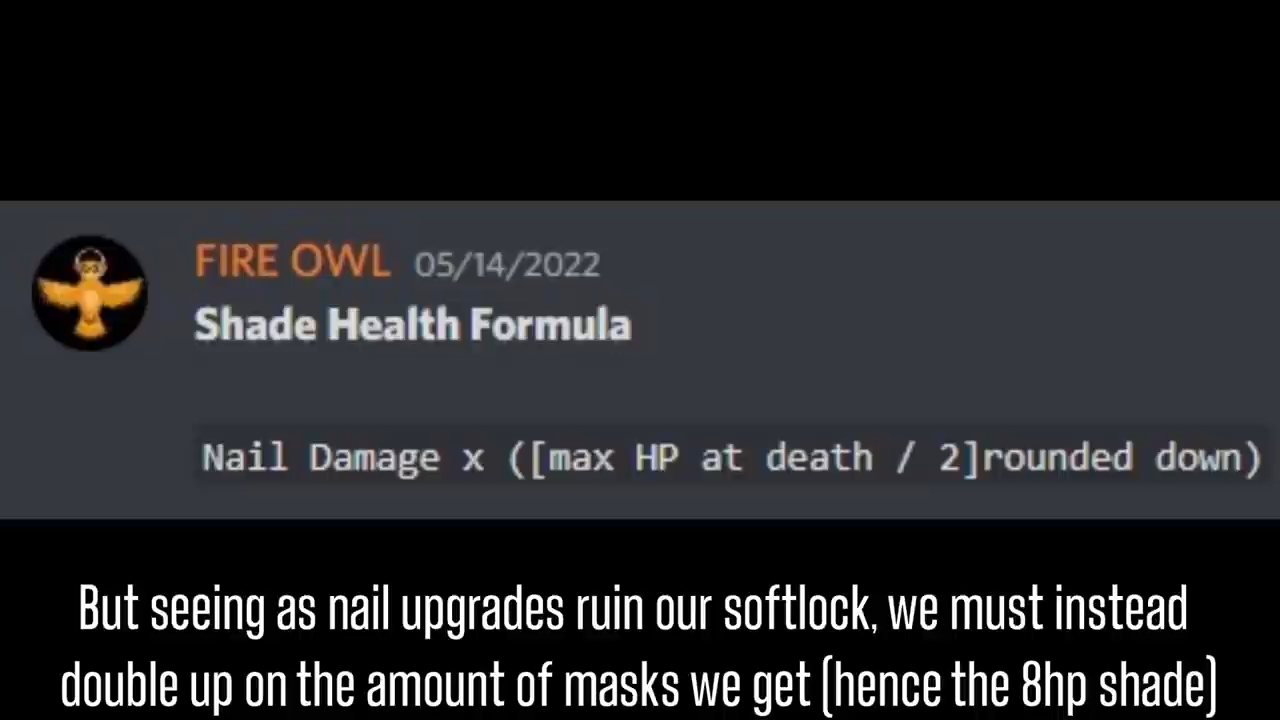 FIRE OWL 05/14/2022
Shade Health Formula
Nail Damage x ([max HP at death / 2]rounded down)
But seeing as nail upgrades ruin our softlock, we must instead
double up on the amount of masks we get (hence the 8hp shade)